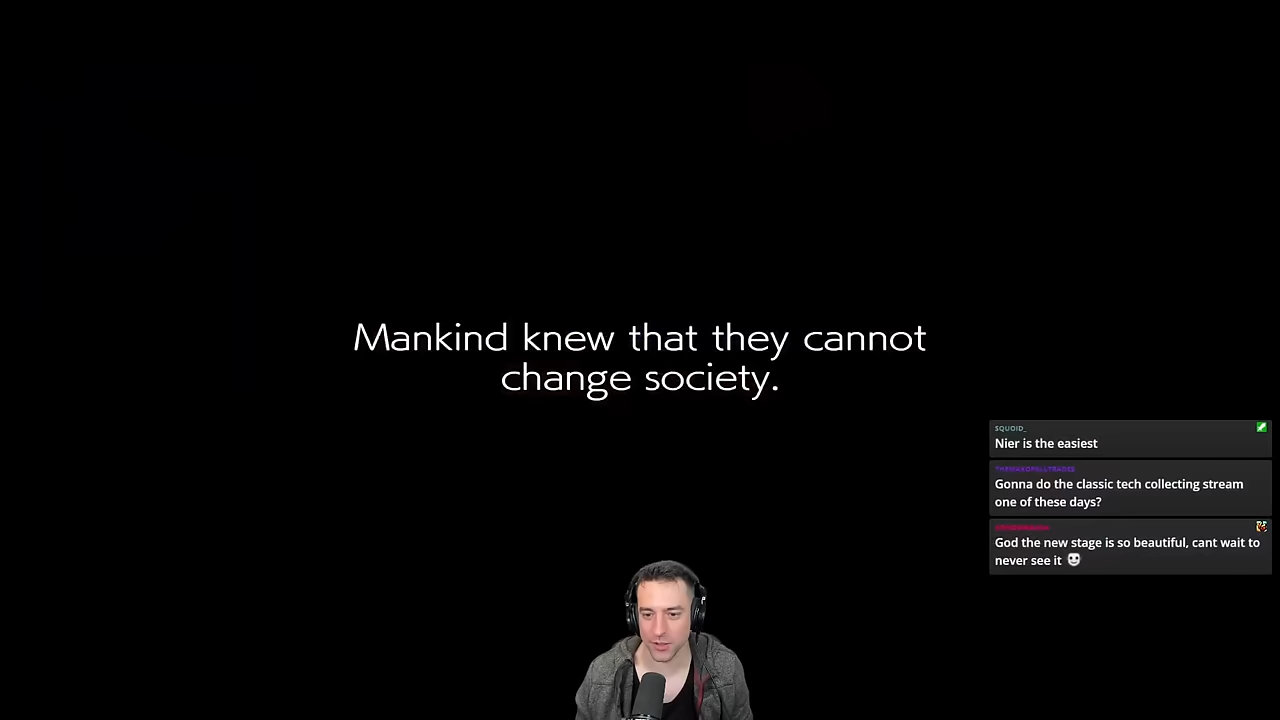 Mankind knew that they cannot
change society.
SQUOID_
Nier is the easiest
THEMANOFALLTRADES
Gonna do the classic tech collecting stream
one of these days?
God the new stage is so beautiful, cant wait to
never see it